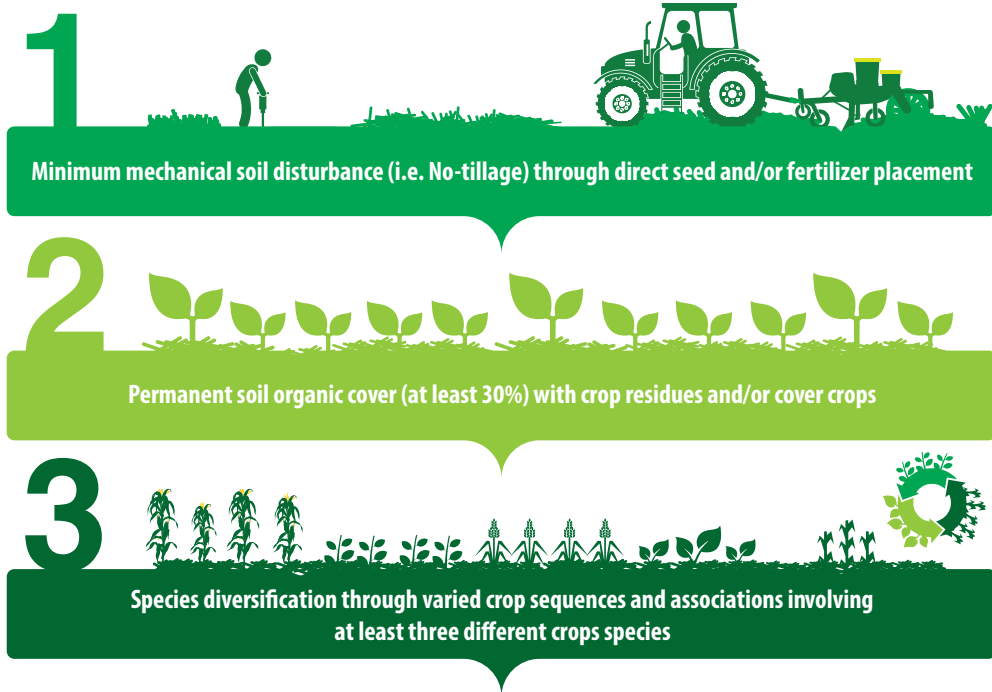 1
Minimum mechanical soil disturbance (i.e. No-tillage) through direct seed and/or fertilizer placement
2
Permanent soil organic cover (at least 30%) with crop residues and/or cover crops
3
Species diversification through varied crop sequences and associations involving
at least three different crops species